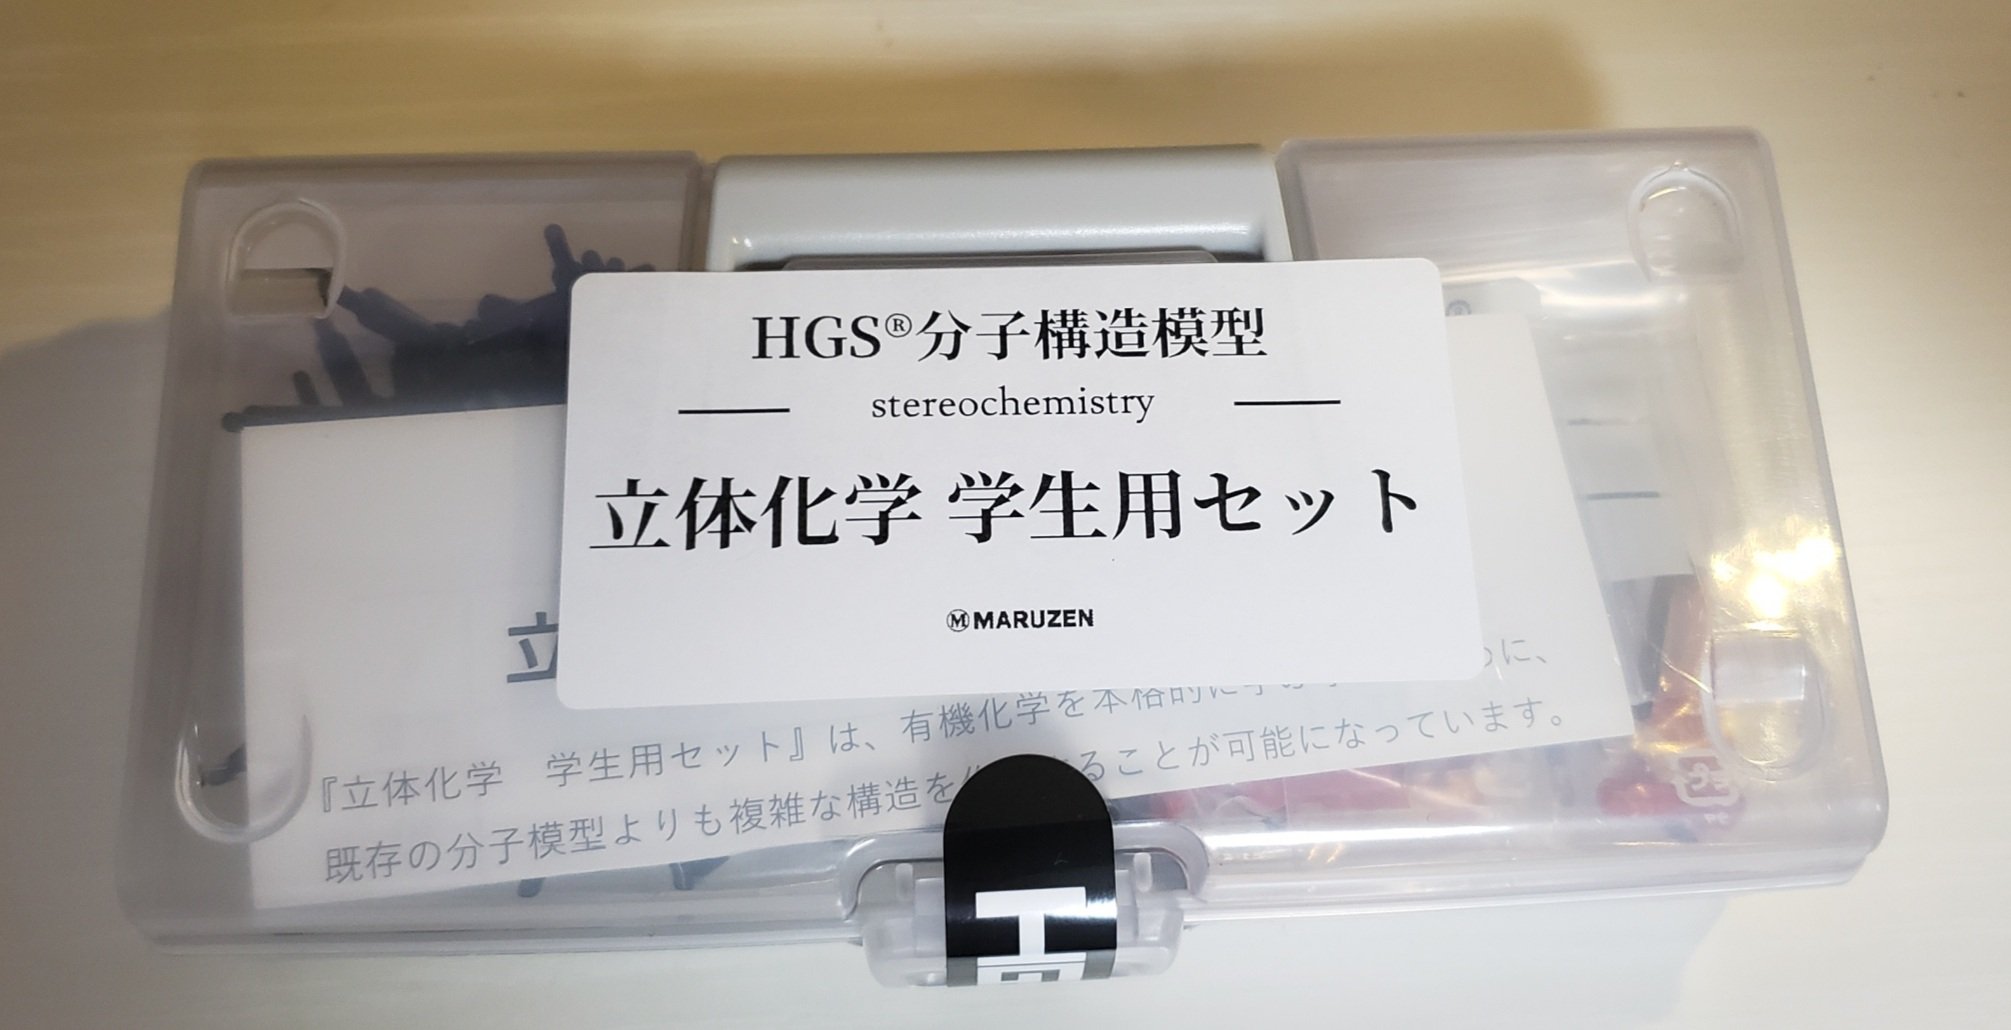 HGS®分子構造模型
stereochemistry
立体化学 学生用セット
MARUZEN
立
『立体化学 学生用セット』は、有機化学を本格的に
に、
既存の分子模型よりも複雑な構造を
ることが可能になっています。